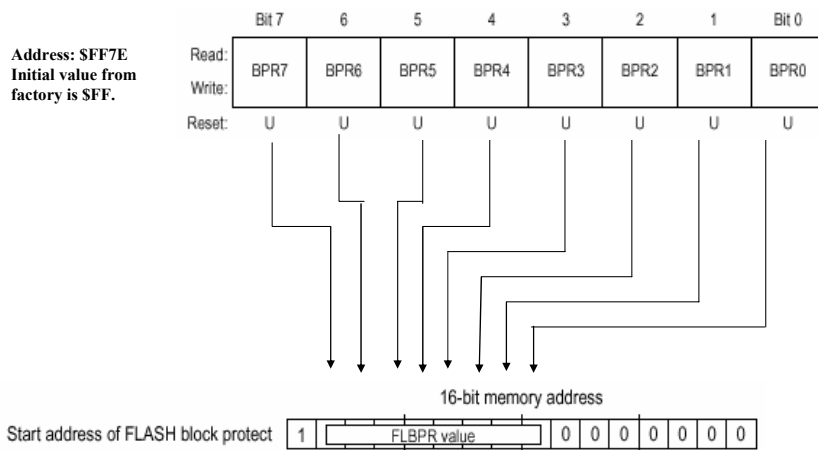 Bit 7 6 5 4 3 2 1 Bit 0
Address: $FF7E
Initial value from
factory is $FF.
Read:
BPR7 BPR6 BPR5 BPR4 BPR3 BPR2 BPR1 BPR0
Write:
Reset: U U U U U U U U
16-bit memory address
Start address of FLASH block protect 1 FLBPR value 0 0 0 0 0 0 0